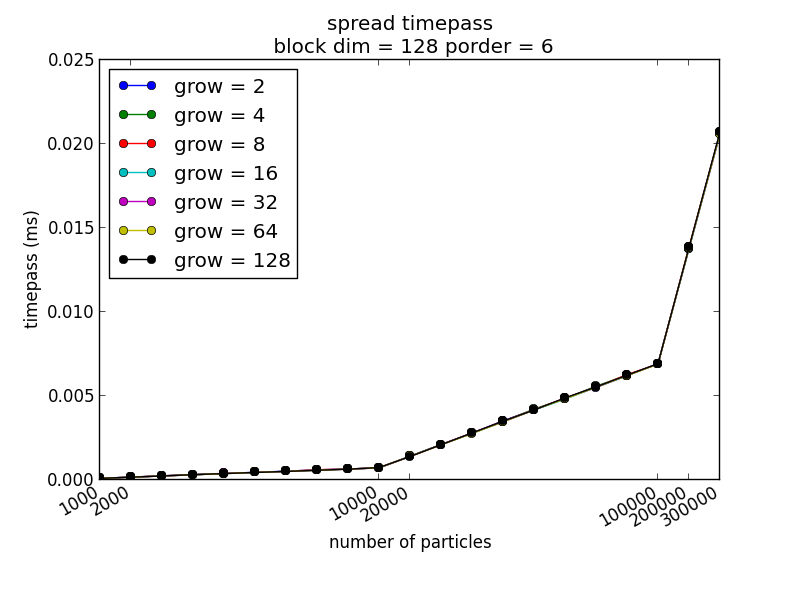 spread timepass
block dim = 128 porder = 6
0.025
0.020
0.015
0.010
0.005
0.000
timepass (ms)
grow = 2
grow = 4
grow = 8
grow = 16
grow = 32
grow = 64
grow = 128
1000
2000
10000
20000
100000
200000
300000
number of particles